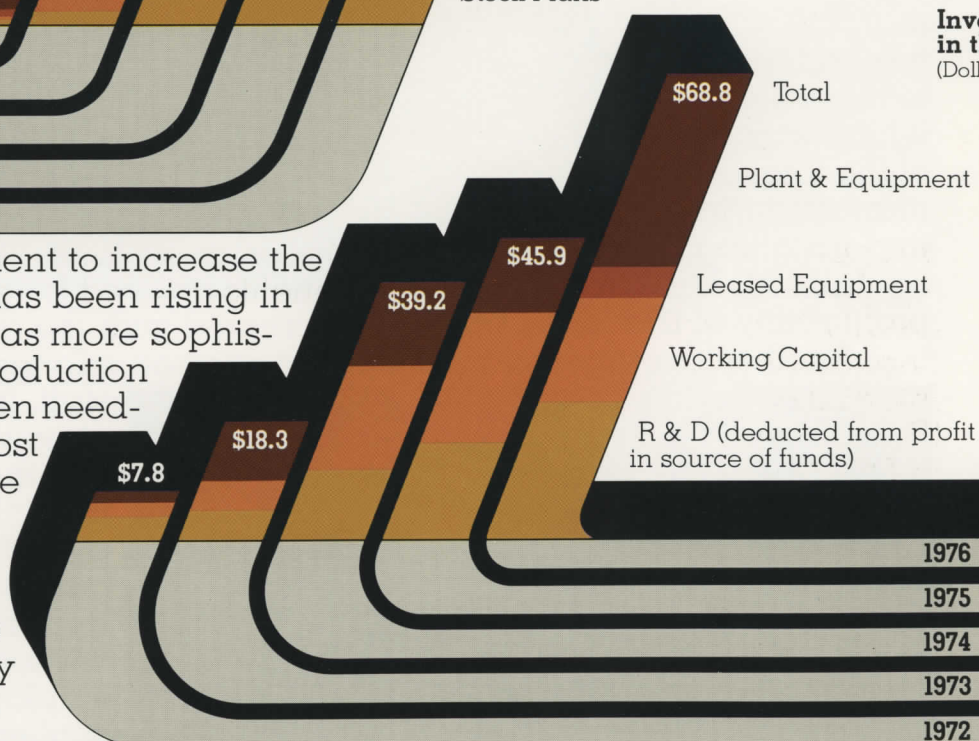 Inve
in t
(Doll
$68.8
Total
Plant & Equipment
Leased Equipment
Working Capital
R & D (deducted from profit
in source of funds)
$45.9
$39.2
$18.3
$7.8
ent to increase the
as been rising in
as more sophis-
oduction
en need-
ost
e
y
1976
1975
1974
1973
1972